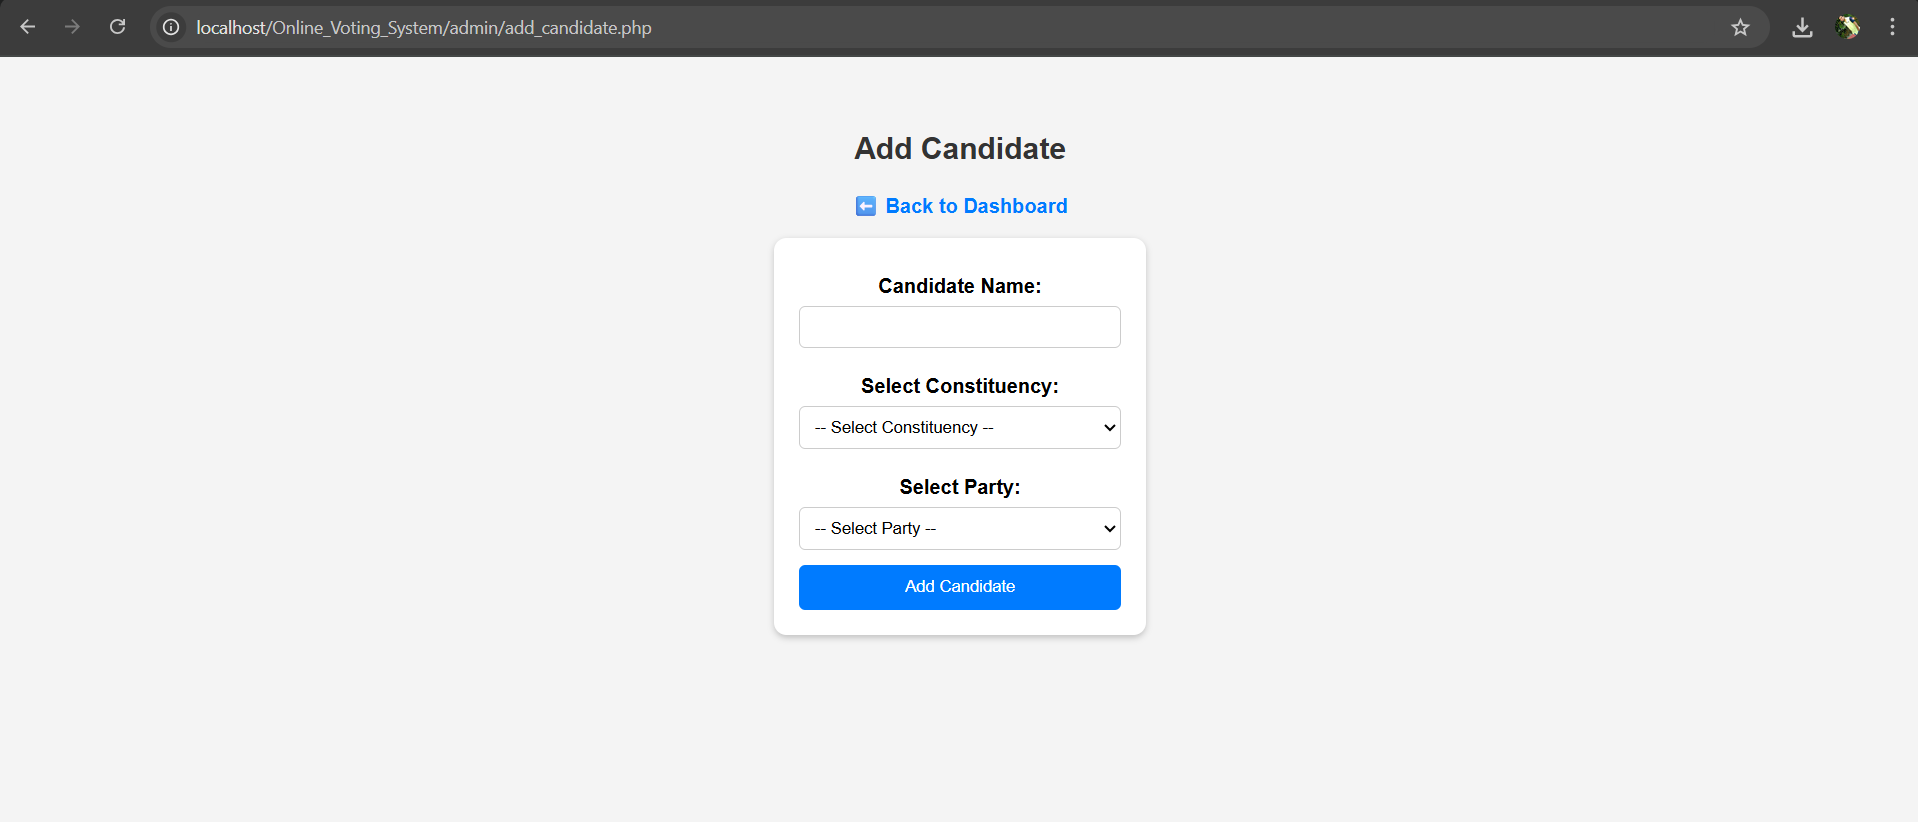 localhost/Online_Voting_System/admin/add_candidate.php
Add Candidate
⬅ Back to Dashboard
Candidate Name:
Select Constituency:
-- Select Constituency --
Select Party:
-- Select Party --
Add Candidate